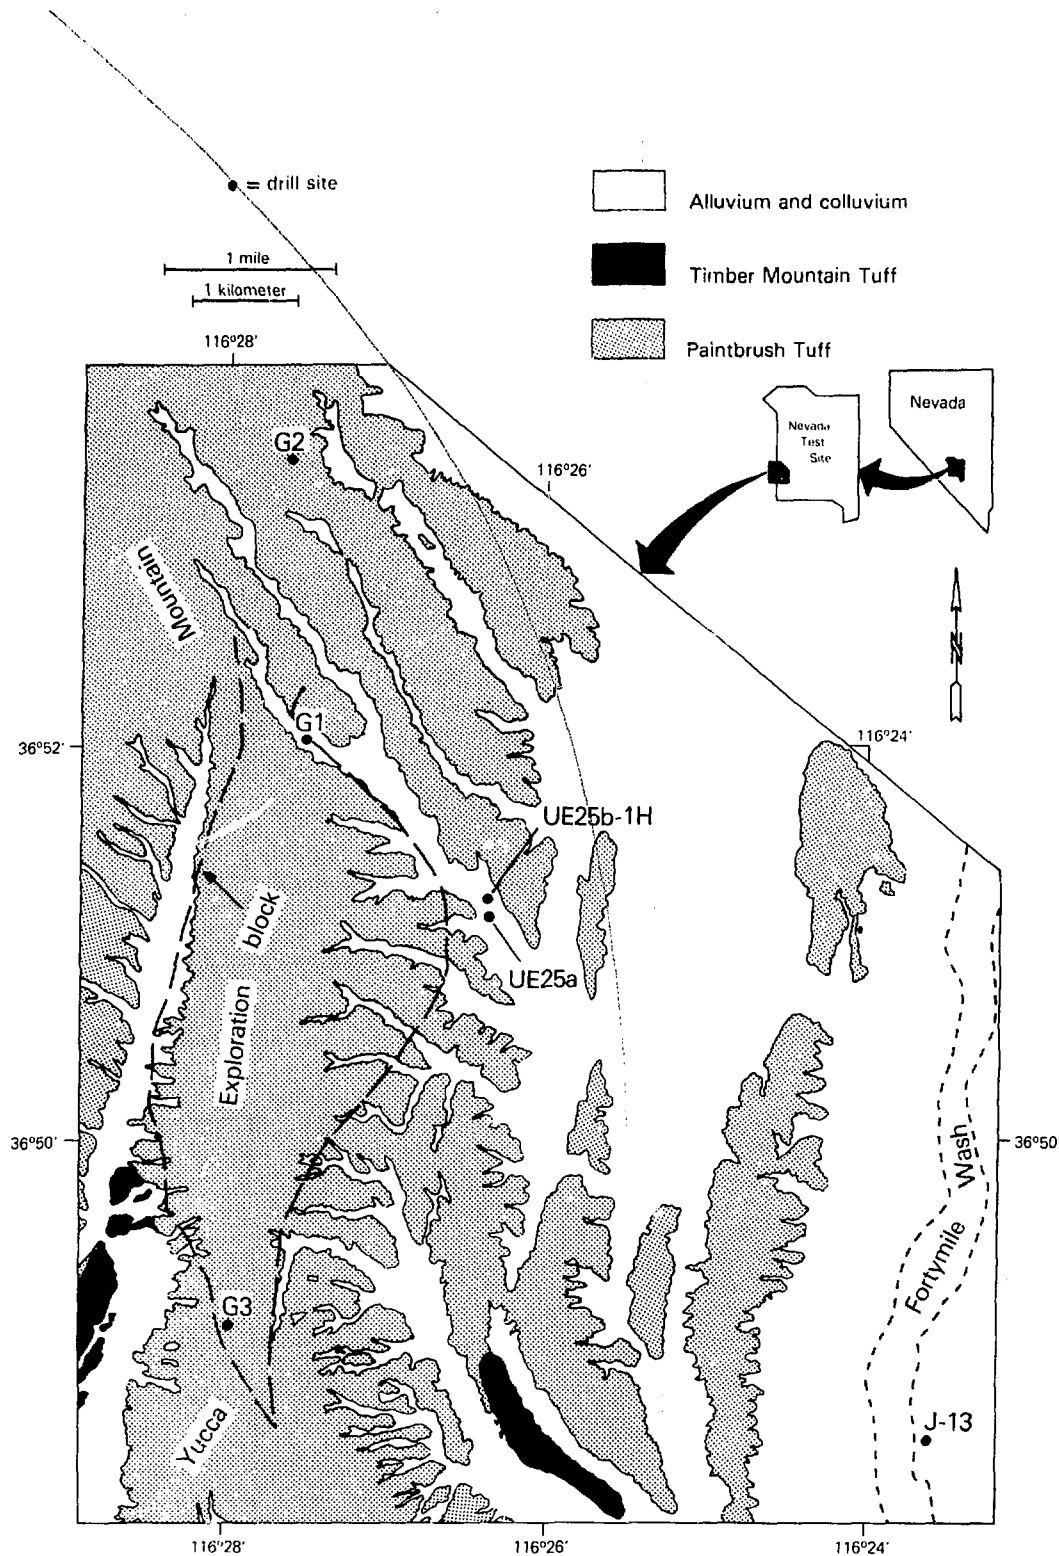 = drill site
1 mile
1 kilometer
Alluvium and colluvium
Timber Mountain Tuff
Paintbrush Tuff
116°28'
Nevada
Nevada
Test
Site
G2
116°26'
Mountain
N
G1
36°52'
116°24'
UE25b-1H
block
UE25a
Exploration
36°50'
36°50
Wash
Fortymile
G3
Yucca
J-13
116°28'
116°26'
116°24'